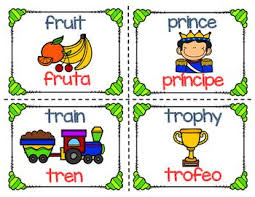 fruit
fruta
prince
príncipe
train
tren
trophy
trofeo